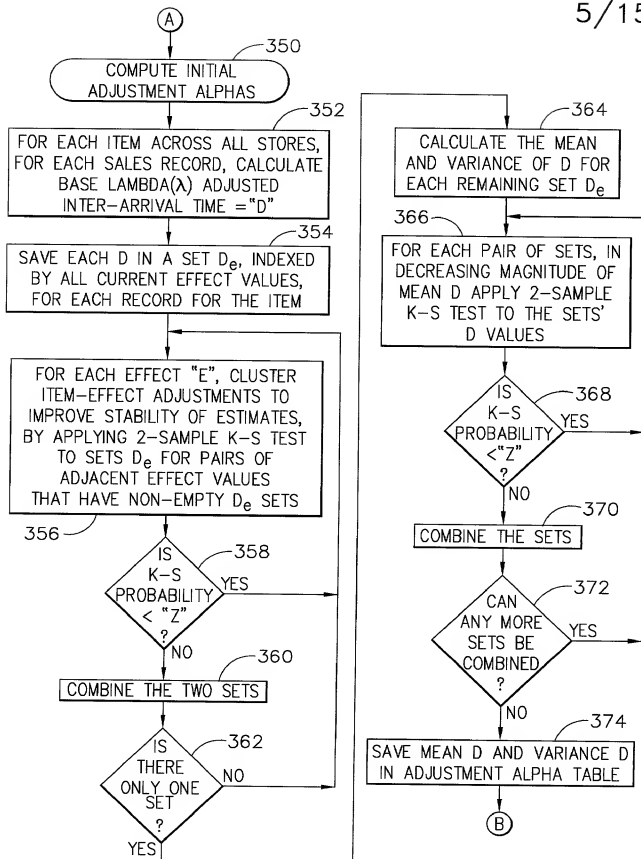 5/15
A
350
COMPUTE INITIAL
ADJUSTMENT ALPHAS
352
FOR EACH ITEM ACROSS ALL STORES,
FOR EACH SALES RECORD, CALCULATE
BASE LAMBDA(λ) ADJUSTED
INTER-ARRIVAL TIME ="D"
354
SAVE EACH D IN A SET De, INDEXED
BY ALL CURRENT EFFECT VALUES,
FOR EACH RECORD FOR THE ITEM
FOR EACH EFFECT "E", CLUSTER
ITEM-EFFECT ADJUSTMENTS TO
IMPROVE STABILITY OF ESTIMATES,
BY APPLYING 2-SAMPLE K-S TEST
TO SETS De FOR PAIRS OF
ADJACENT EFFECT VALUES
THAT HAVE NON-EMPTY De SETS
356
358
IS
K-S
PROBABILITY
< "Z"
?
YES
NO
360
COMBINE THE TWO SETS
362
IS
THERE
ONLY ONE
SET
?
NO
YES
364
CALCULATE THE MEAN
AND VARIANCE OF D FOR
EACH REMAINING SET De
366
FOR EACH PAIR OF SETS, IN
DECREASING MAGNITUDE OF
MEAN D APPLY 2-SAMPLE
K-S TEST TO THE SETS'
D VALUES
368
IS
K-S
PROBABILITY
<"Z"
?
YES
NO
370
COMBINE THE SETS
372
CAN
ANY MORE
SETS BE
COMBINED
?
YES
NO
374
SAVE MEAN D AND VARIANCE D
IN ADJUSTMENT ALPHA TABLE
B